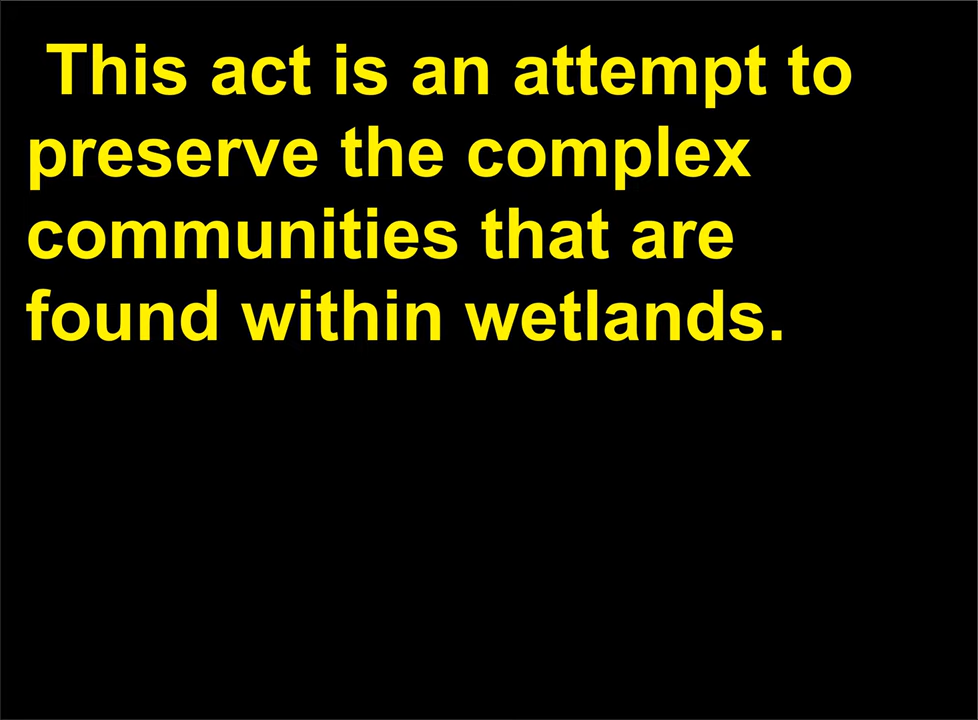 This act is an attempt to
preserve the complex
communities that are
found within wetlands.